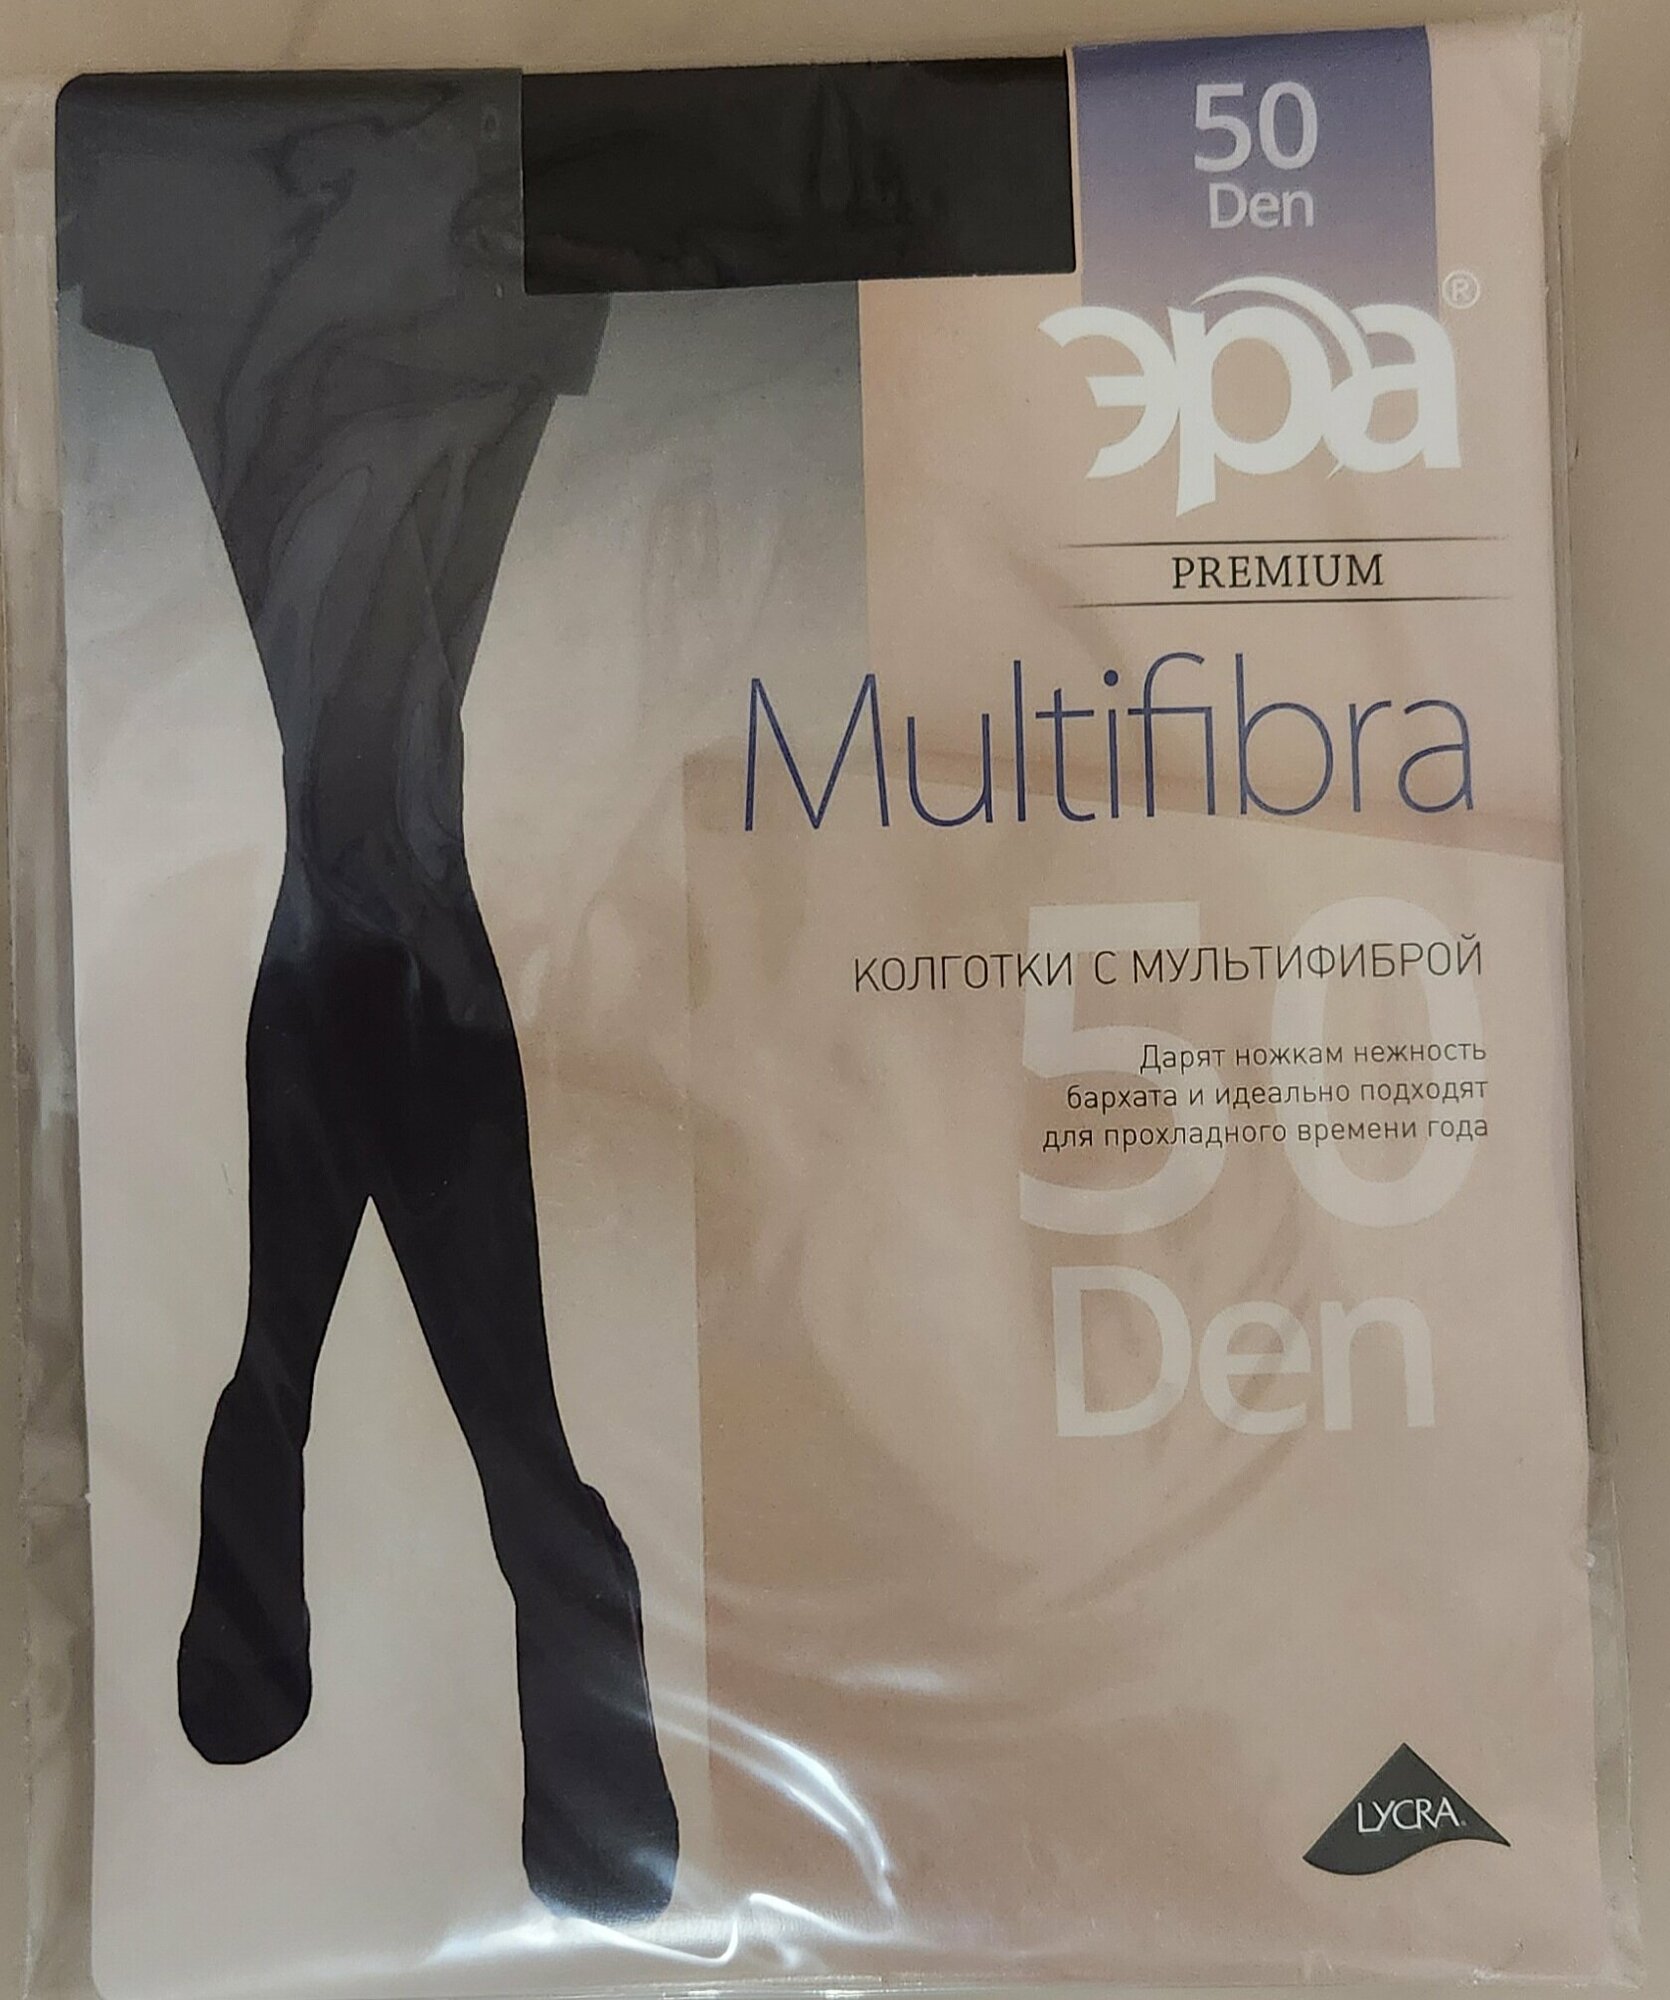 50
Den
эра®
PREMIUM
Multifibra
50
КОЛГОТКИ С МУЛЬТИФИБРОЙ
Дарят ножкам нежность
бархата и идеально подходят
для прохладного времени года
Den
LYCRA